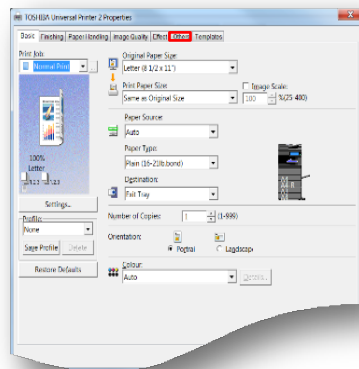 TOSHIBA Universal Printer 2 Properties
Basic Finishing Paper Handling Image Quality Effect Others Templates
Print Job:
Normal Print
...
100%
Letter
Settings...
Profile:
None
Save Profile Delete
Restore Defaults
Original Paper Size:
Letter (8 1/2 x 11")
Print Paper Size:
Same as Original Size
Image Scale:
100 %(25-400)
Paper Source:
Auto
Paper Type:
Plain (16-21lb.bond)
Destination:
Exit Tray
Number of Copies: 1 (1-999)
Orientation:
Portrait Landscape
Colour:
Auto
Details...